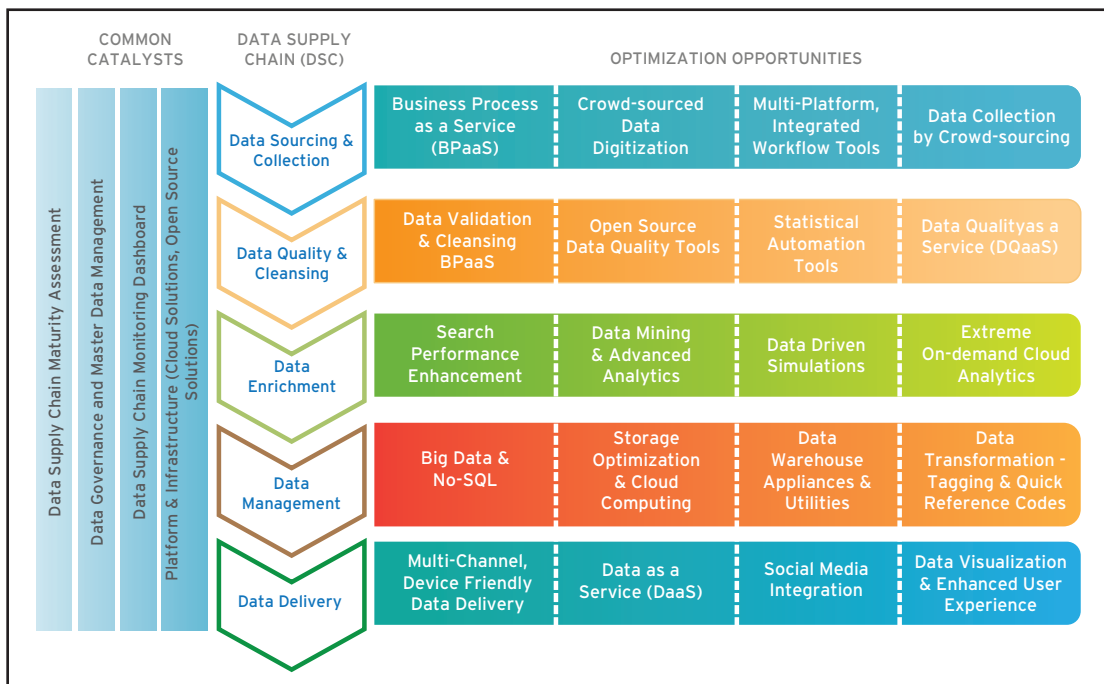 COMMON
CATALYSTS
DATA SUPPLY
CHAIN (DSC)
OPTIMIZATION OPPORTUNITIES
Data Supply Chain Maturity Assessment
Data Governance and Master Data Management
Data Supply Chain Monitoring Dashboard
Platform & Infrastructure (Cloud Solutions, Open Source
Solutions)
Data Sourcing &
Collection
Business Process
as a Service
(BPaaS)
Crowd-sourced
Data
Digitization
Multi-Platform,
Integrated
Workflow Tools
Data Collection
by Crowd-sourcing
Data Quality &
Cleansing
Data Validation
& Cleansing
BPaaS
Open Source
Data Quality Tools
Statistical
Automation
Tools
Data Qualityas a
Service (DQaaS)
Data
Enrichment
Search
Performance
Enhancement
Data Mining
& Advanced
Analytics
Data Driven
Simulations
Extreme
On-demand Cloud
Analytics
Data
Management
Big Data &
No-SQL
Storage
Optimization
& Cloud
Computing
Data
Warehouse
Appliances &
Utilities
Data
Transformation -
Tagging & Quick
Reference Codes
Data Delivery
Multi-Channel,
Device Friendly
Data Delivery
Data as a
Service (DaaS)
Social Media
Integration
Data Visualization
& Enhanced User
Experience